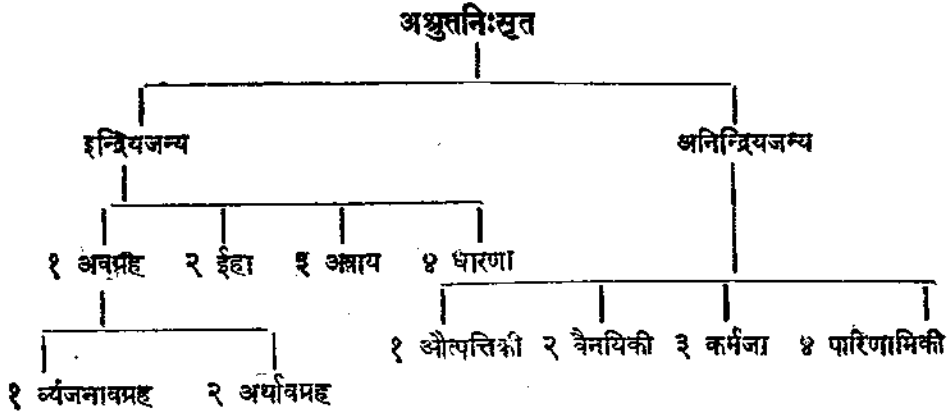 अश्रुतनिःसृत
इन्द्रियजन्य अनिन्द्रियजन्य
१ अवग्रह २ ईहा ३ अवाय ४ धारणा
१ औत्पत्तिकी २ वैनयिकी ३ कर्मजा ४ पारिणामिकी
१ व्यंजनावग्रह २ अर्थावग्रह